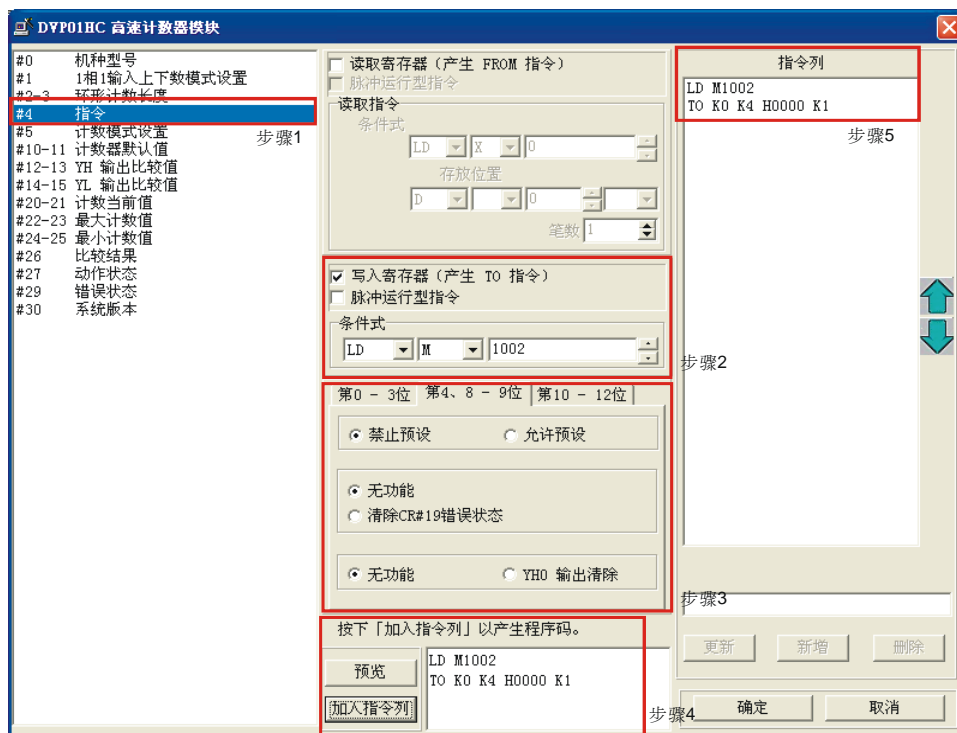 DVP01HC 高速计数器模块
#0 机种型号
#1 1相1输入上下数模式设置
#2-3 环形计数长度
#4 指令
#5 计数模式设置
#10-11 计数器默认值
#12-13 YH 输出比较值
#14-15 YL 输出比较值
#20-21 计数当前值
#22-23 最大计数值
#24-25 最小计数值
#26 比较结果
#27 动作状态
#29 错误状态
#30 系统版本
步骤1
读取寄存器（产生 FROM 指令）
脉冲运行型指令
读取指令
条件式
LD X 0
存放位置
D 0
笔数 1
写入寄存器（产生 TO 指令）
脉冲运行型指令
条件式
LD M 1002
步骤2
第0 - 3位 第4、8 - 9位 第10 - 12位
禁止预设 允许预设
无功能
清除CR#19错误状态
无功能 YH0 输出清除
步骤3
按下「加入指令列」以产生程序码。
预览
加入指令列
LD M1002
TO K0 K4 H0000 K1
步骤4
指令列
LD M1002
TO K0 K4 H0000 K1
步骤5
更新 新增 删除
确定 取消